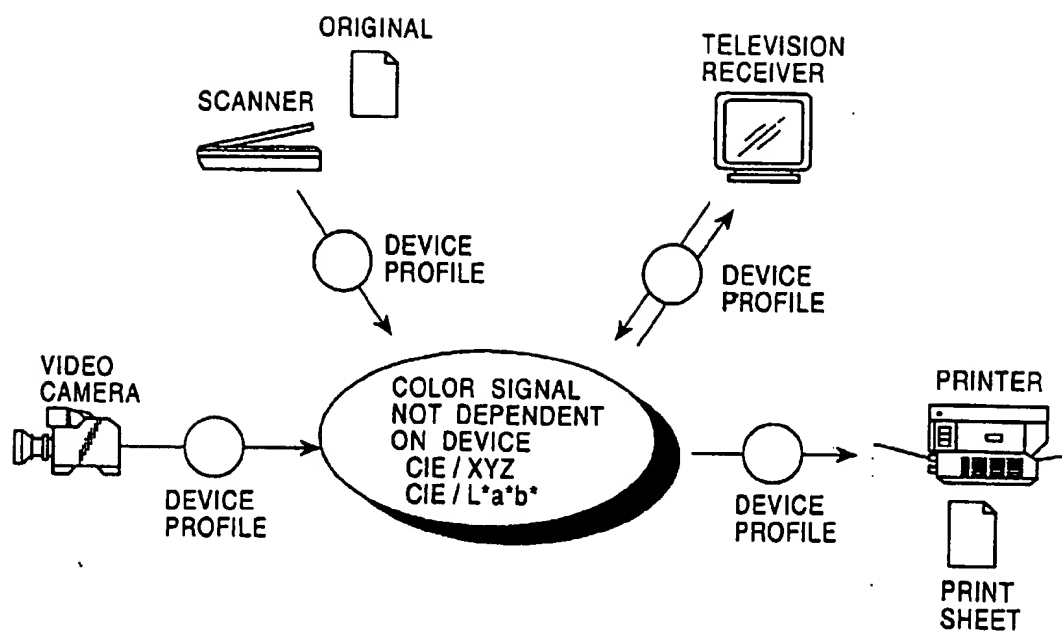 ORIGINAL
SCANNER
TELEVISION
RECEIVER
DEVICE
PROFILE
DEVICE
PROFILE
VIDEO
CAMERA
DEVICE
PROFILE
COLOR SIGNAL
NOT DEPENDENT
ON DEVICE
CIE / XYZ
CIE / L*a*b*
PRINTER
DEVICE
PROFILE
PRINT
SHEET